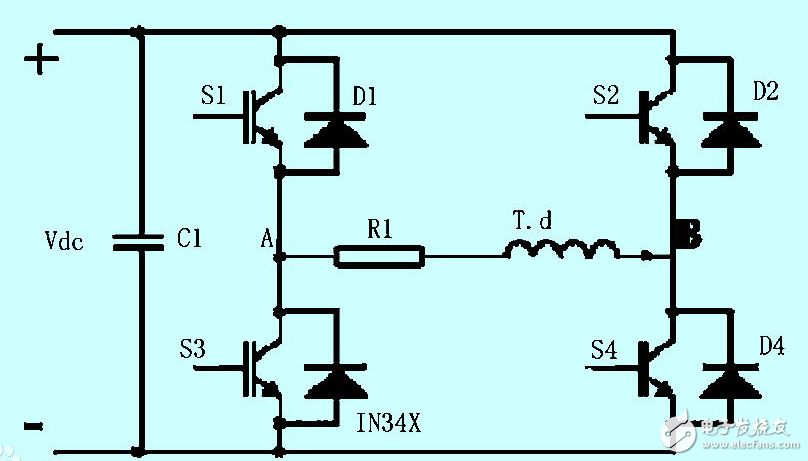 +
S1
D1
S2
D2
Vdc
C1
A
R1
T.d
B
S3
IN34X
S4
D4
-
电子发烧友
www.elecfans.com